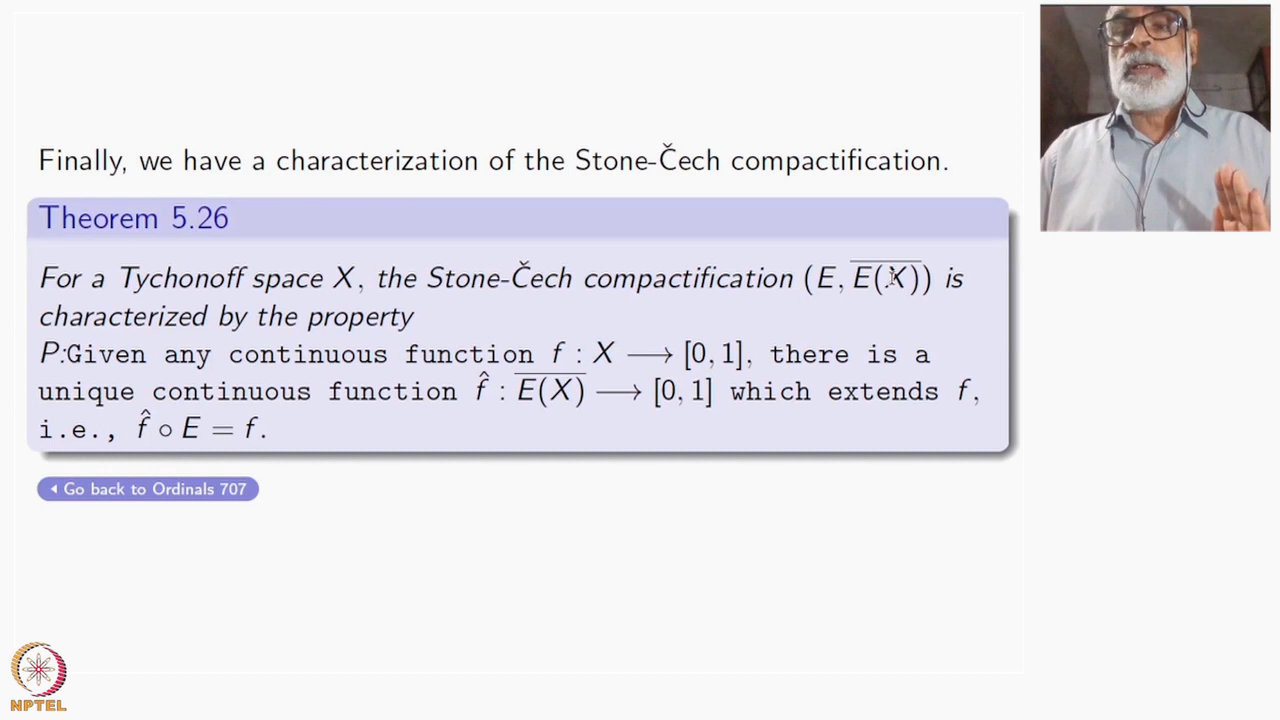 Finally, we have a characterization of the Stone-Čech compactification.
Theorem 5.26
For a Tychonoff space X, the Stone-Čech compactification (E, \overline{E(X)}) is
characterized by the property
P:Given any continuous function f : X ⟶ [0, 1], there is a
unique continuous function f̂ : \overline{E(X)} ⟶ [0, 1] which extends f,
i.e., f̂ ∘ E = f.
Go back to Ordinals 707
NPTEL